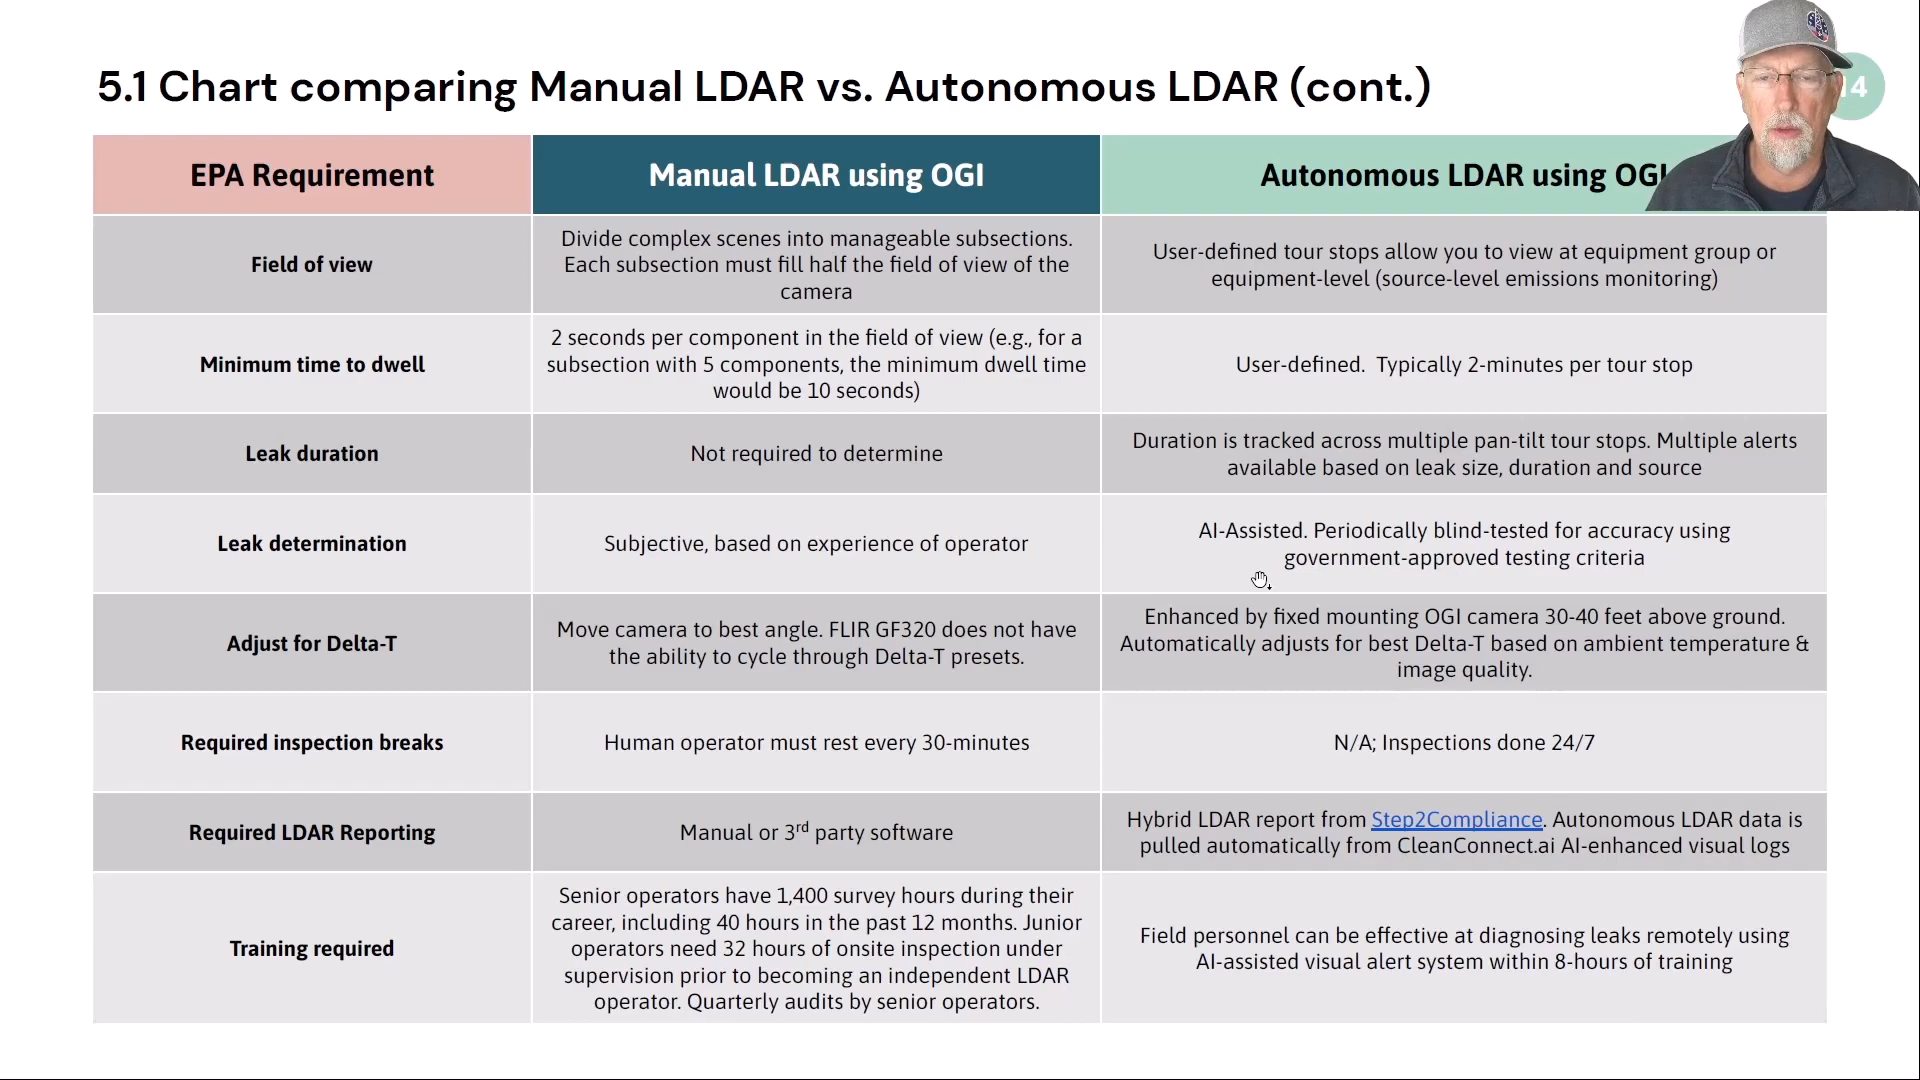 5.1 Chart comparing Manual LDAR vs. Autonomous LDAR (cont.)
14
EPA Requirement
Manual LDAR using OGI
Autonomous LDAR using OGI
Field of view
Divide complex scenes into manageable subsections.
Each subsection must fill half the field of view of the
camera
User-defined tour stops allow you to view at equipment group or
equipment-level (source-level emissions monitoring)
Minimum time to dwell
2 seconds per component in the field of view (e.g., for a
subsection with 5 components, the minimum dwell time
would be 10 seconds)
User-defined.  Typically 2-minutes per tour stop
Leak duration
Not required to determine
Duration is tracked across multiple pan-tilt tour stops. Multiple alerts
available based on leak size, duration and source
Leak determination
Subjective, based on experience of operator
AI-Assisted. Periodically blind-tested for accuracy using
government-approved testing criteria
Adjust for Delta-T
Move camera to best angle. FLIR GF320 does not have
the ability to cycle through Delta-T presets.
Enhanced by fixed mounting OGI camera 30-40 feet above ground.
Automatically adjusts for best Delta-T based on ambient temperature &
image quality.
Required inspection breaks
Human operator must rest every 30-minutes
N/A; Inspections done 24/7
Required LDAR Reporting
Manual or 3rd party software
Hybrid LDAR report from Step2Compliance. Autonomous LDAR data is
pulled automatically from CleanConnect.ai AI-enhanced visual logs
Training required
Senior operators have 1,400 survey hours during their
career, including 40 hours in the past 12 months. Junior
operators need 32 hours of onsite inspection under
supervision prior to becoming an independent LDAR
operator. Quarterly audits by senior operators.
Field personnel can be effective at diagnosing leaks remotely using
AI-assisted visual alert system within 8-hours of training